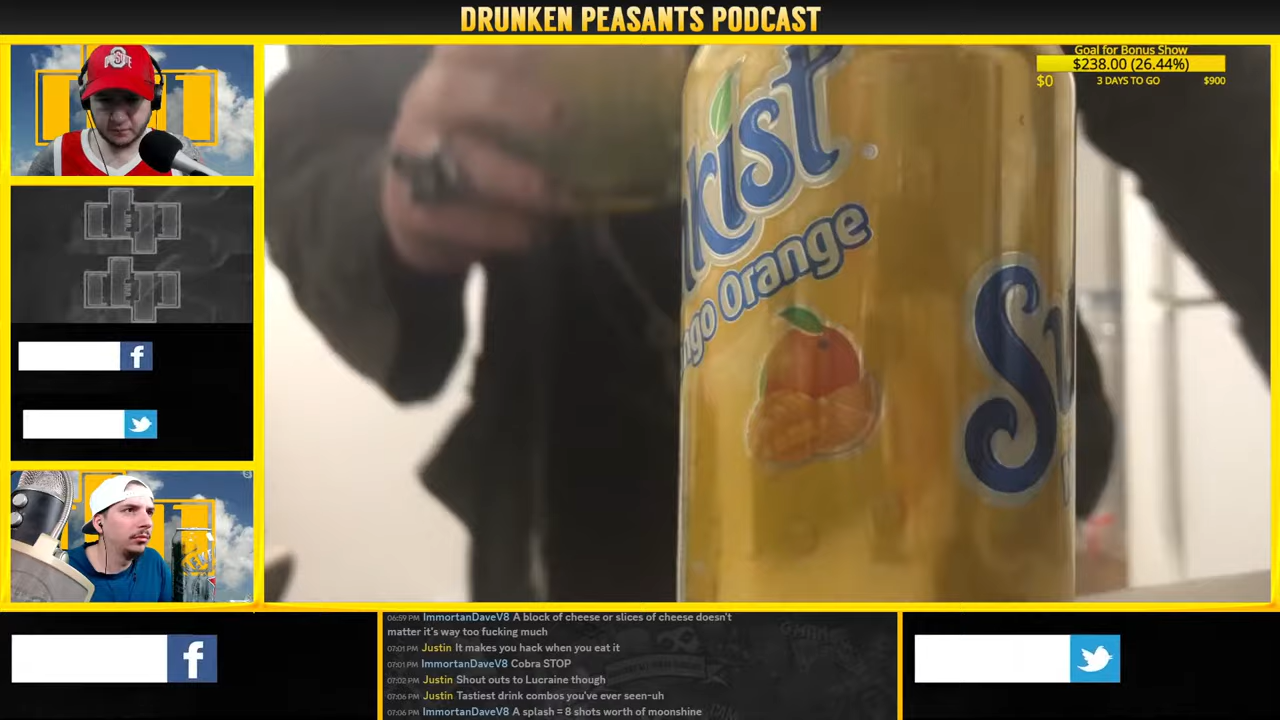 DRUNKEN PEASANTS PODCAST
Goal for Bonus Show
$238.00 (26.44%)
$0
3 DAYS TO GO
$900
kist
ngo Orange
Su
06:59 PM ImmortanDaveV8 A block of cheese or slices of cheese doesn't
matter it's way too fucking much
07:01 PM Justin It makes you hack when you eat it
07:01 PM ImmortanDaveV8 Cobra STOP
07:02 PM Justin Shout outs to Lucraine though
07:06 PM Justin Tastiest drink combos you've ever seen-uh
07:06 PM ImmortanDaveV8 A splash = 8 shots worth of moonshine